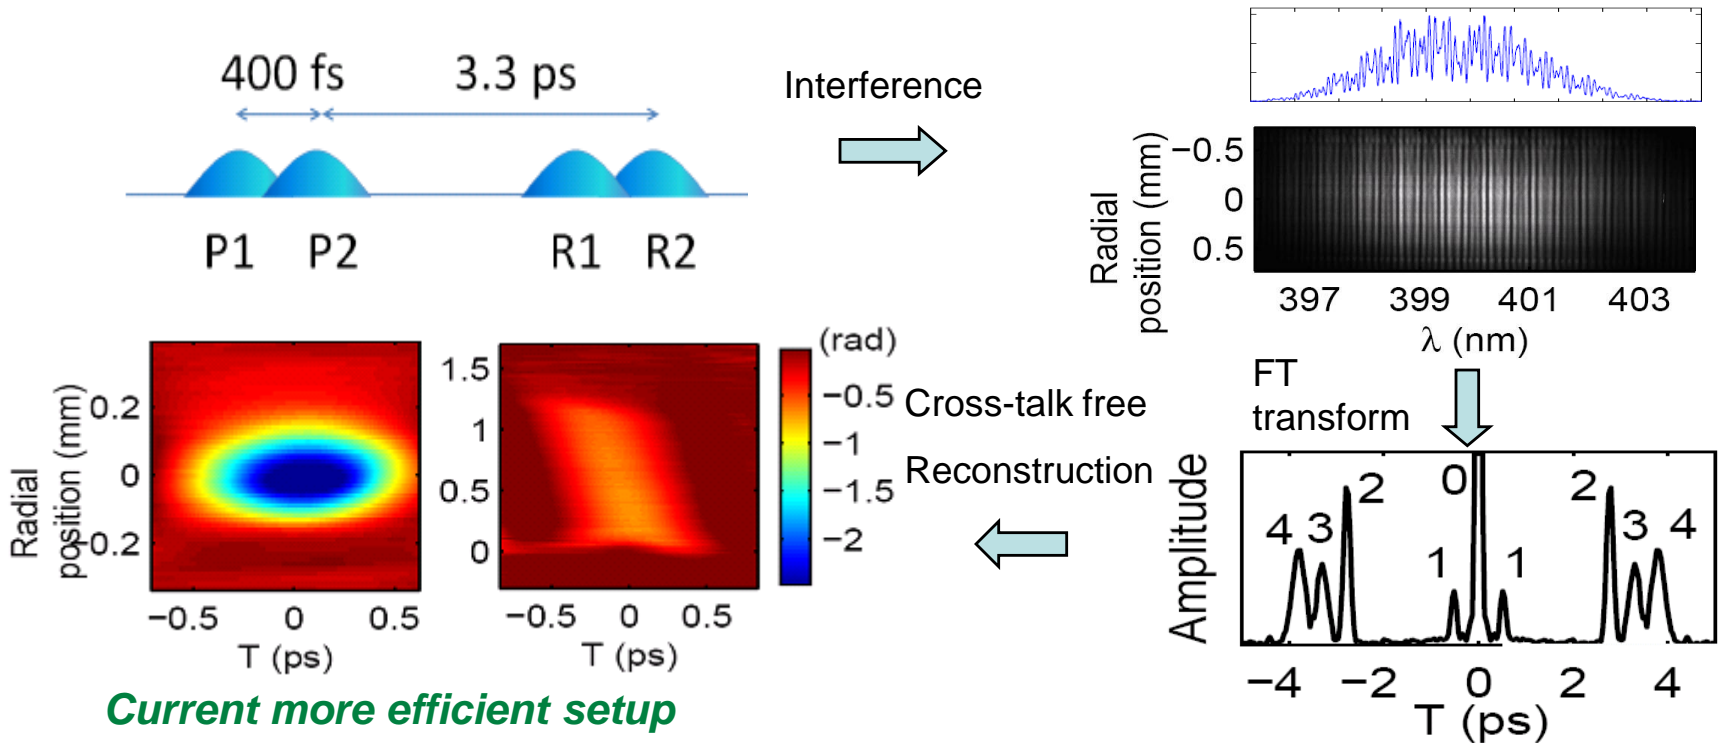 400 fs
3.3 ps
Interference
P1
P2
R1
R2
Radial
position (mm)
−0.5
0
0.5
397
399
401
403
λ (nm)
FT
transform
Amplitude
4
3
2
1
0
1
2
3
4
−4
−2
0
2
4
T (ps)
Cross-talk free
Reconstruction
(rad)
−0.5
−1
−1.5
−2
1.5
1
0.5
0
−0.5
0
0.5
T (ps)
Radial
position (mm)
0.2
0
−0.2
−0.5
0
0.5
T (ps)
Current more efficient setup